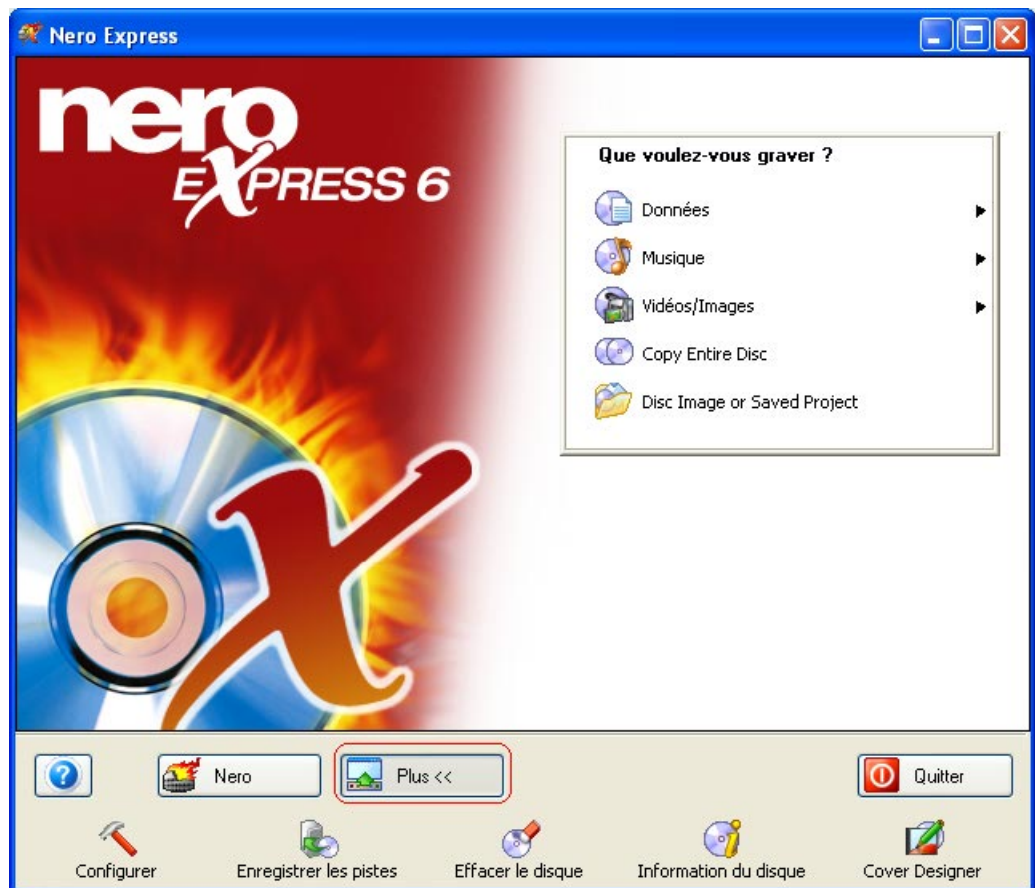 Nero Express
nero
EXPRESS 6
Que voulez-vous graver ?
Données
Musique
Vidéos/Images
Copy Entire Disc
Disc Image or Saved Project
Nero
Plus <<
Quitter
Configurer
Enregistrer les pistes
Effacer le disque
Information du disque
Cover Designer